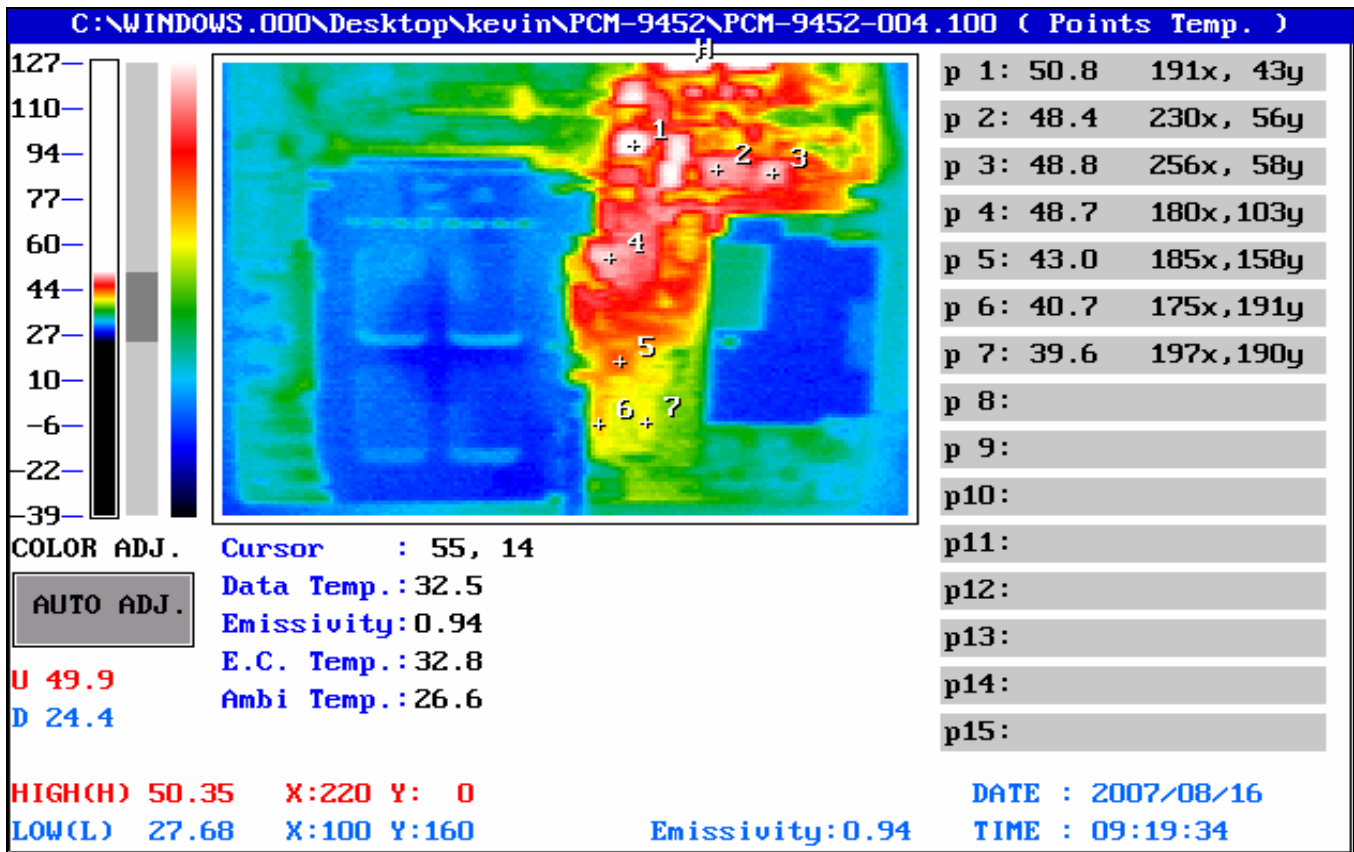 C:\WINDOWS.000\Desktop\kevin\PCM-9452\PCM-9452-004.100 ( Points Temp. )
127
110
94
77
60
44
27
10
-6
-22
-39
H
1
2
3
4
5
6
7
p 1: 50.8 191x, 43y
p 2: 48.4 230x, 56y
p 3: 48.8 256x, 58y
p 4: 48.7 180x,103y
p 5: 43.0 185x,158y
p 6: 40.7 175x,191y
p 7: 39.6 197x,190y
p 8:
p 9:
p10:
p11:
p12:
p13:
p14:
p15:
COLOR ADJ.
AUTO ADJ.
U 49.9
D 24.4
Cursor : 55, 14
Data Temp.:32.5
Emissivity:0.94
E.C. Temp.:32.8
Ambi Temp.:26.6
HIGH(H) 50.35 X:220 Y: 0
LOW(L) 27.68 X:100 Y:160
Emissivity:0.94
DATE : 2007/08/16
TIME : 09:19:34